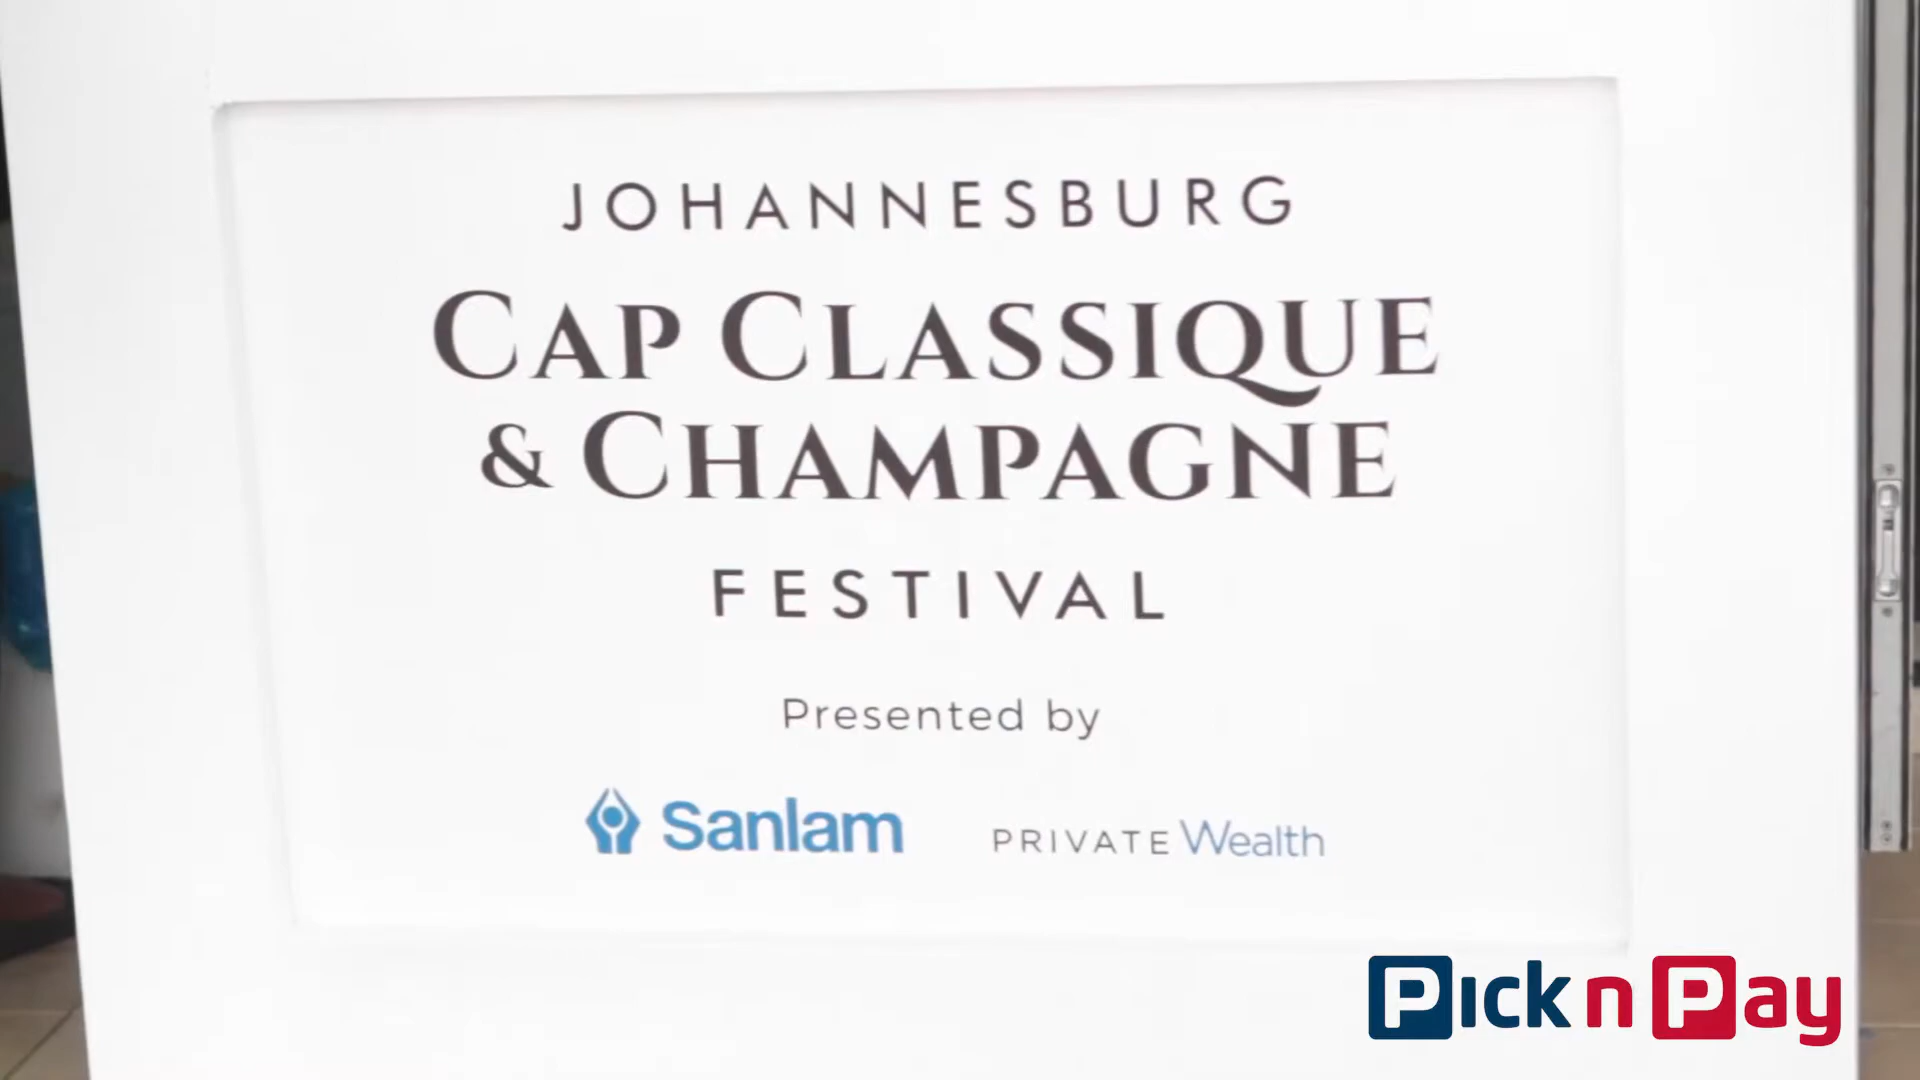 JOHANNESBURG
CAP CLASSIQUE
& CHAMPAGNE
FESTIVAL
Presented by
Sanlam PRIVATE Wealth
Pick n Pay